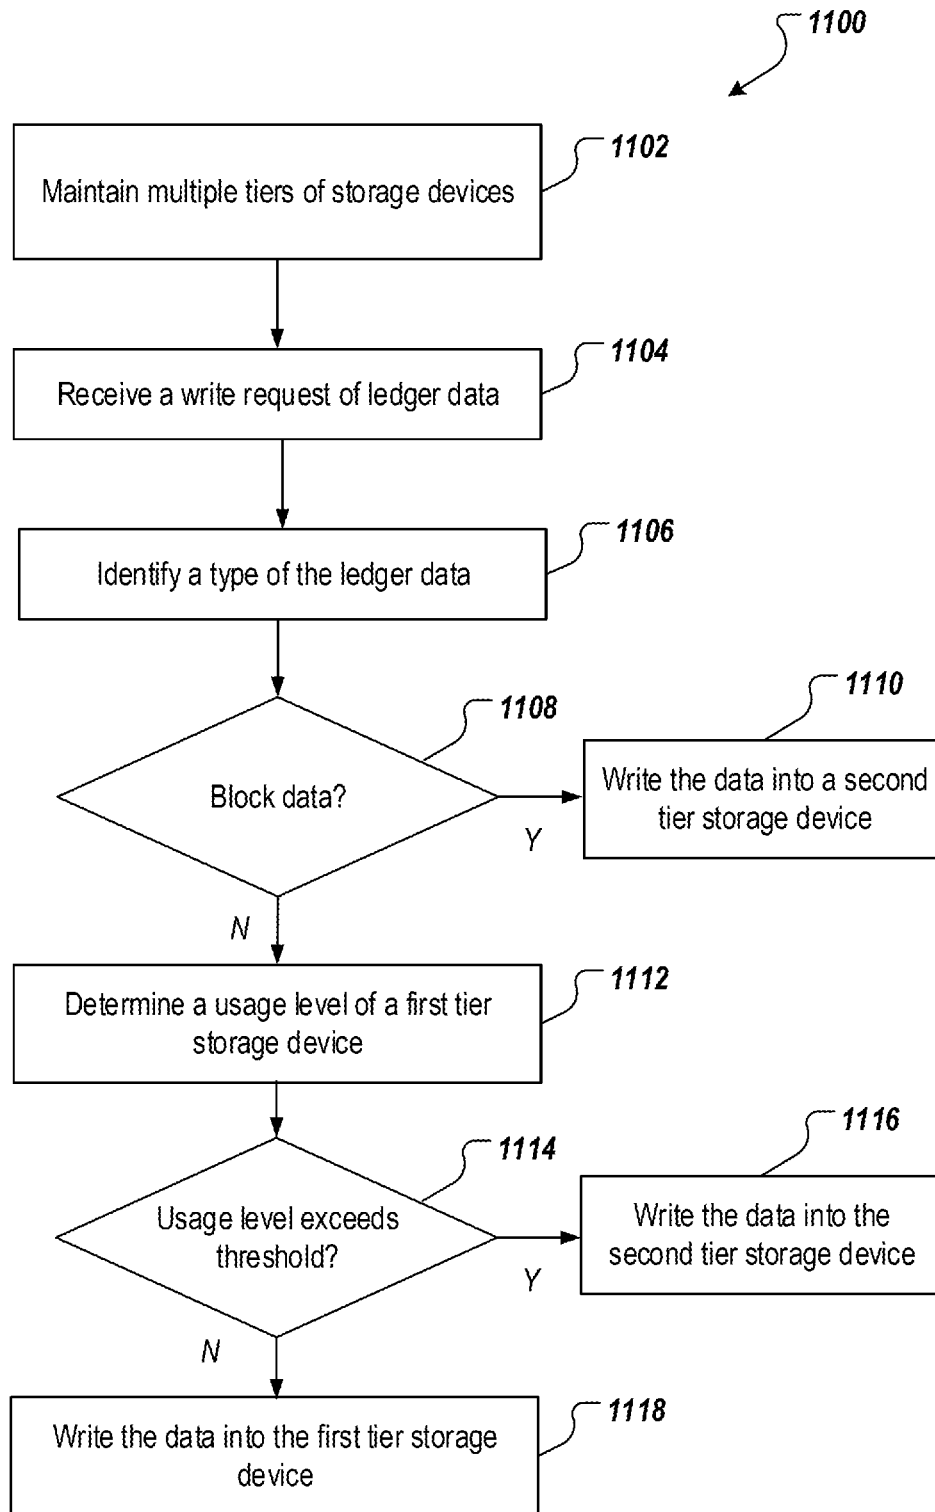 1100
1102
Maintain multiple tiers of storage devices
1104
Receive a write request of ledger data
1106
Identify a type of the ledger data
1108
Block data?
Y
1110
Write the data into a second
tier storage device
N
1112
Determine a usage level of a first tier
storage device
1114
Usage level exceeds
threshold?
Y
1116
Write the data into the
second tier storage device
N
1118
Write the data into the first tier storage
device